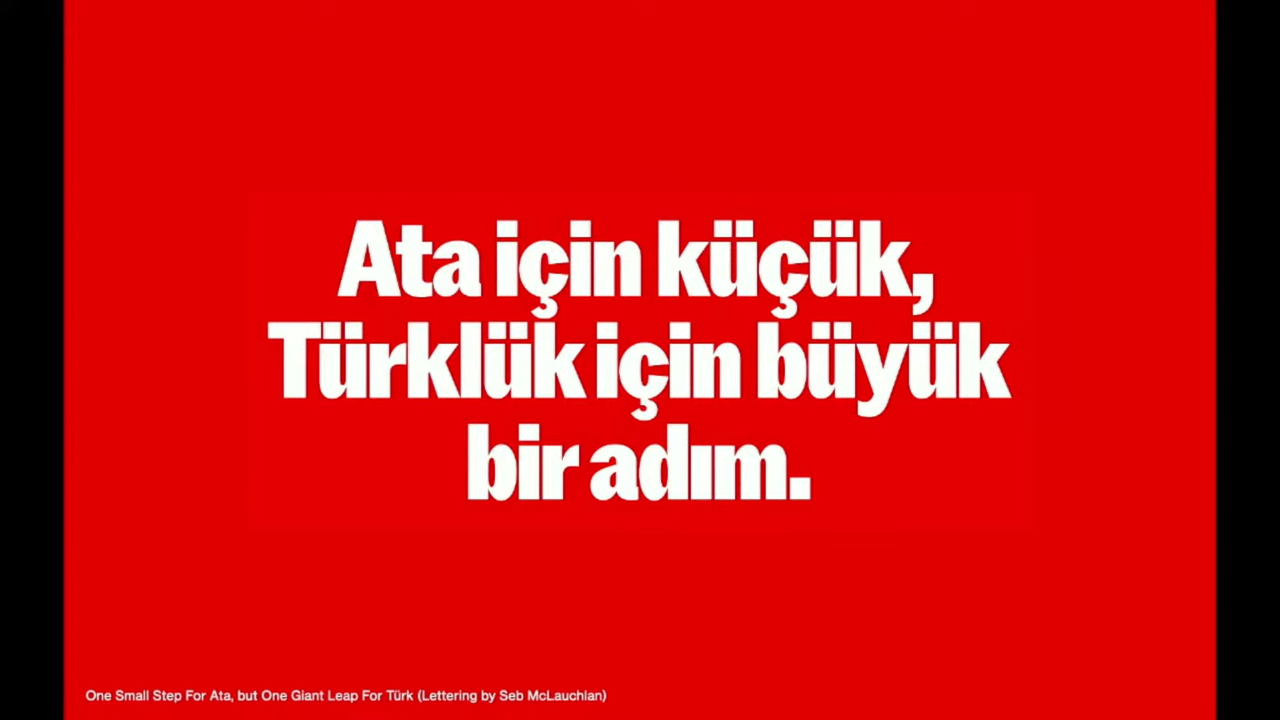 Ata için küçük,
Türklük için büyük
bir adım.
One Small Step For Ata, but One Giant Leap For Türk (Lettering by Seb McLauchlan)